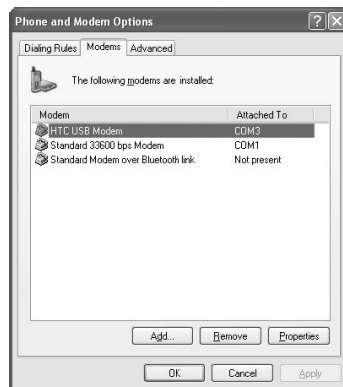 Phone and Modem Options
Dialing Rules Modems Advanced
The following modems are installed:
Modem Attached To
HTC USB Modem COM3
Standard 33600 bps Modem COM1
Standard Modem over Bluetooth link Not present
Add... Remove Properties
OK Cancel Apply